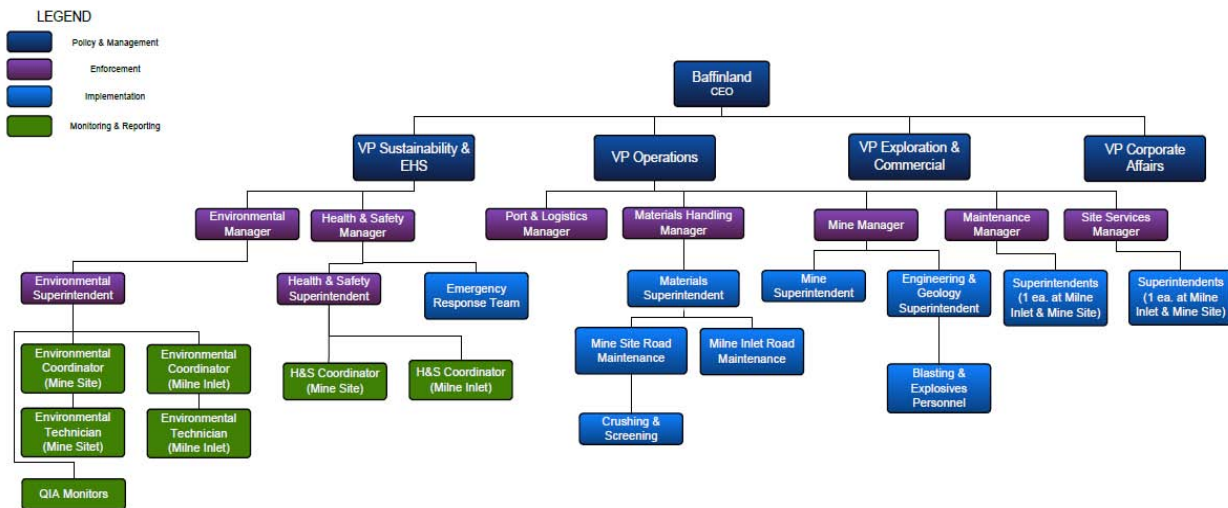 LEGEND
Policy & Management
Enforcement
Implementation
Monitoring & Reporting
Baffinland
CEO
VP Sustainability &
EHS
VP Operations
VP Exploration &
Commercial
VP Corporate
Affairs
Environmental
Manager
Health & Safety
Manager
Port & Logistics
Manager
Materials Handling
Manager
Mine Manager
Maintenance
Manager
Site Services
Manager
Environmental
Superintendent
Health & Safety
Superintendent
Emergency
Response Team
Materials
Superintendent
Mine
Superintendent
Engineering &
Geology
Superintendent
Superintendents
(1 ea. at Milne
Inlet & Mine Site)
Superintendents
(1 ea. at Milne
Inlet & Mine Site)
Environmental
Coordinator
(Mine Site)
Environmental
Coordinator
(Milne Inlet)
H&S Coordinator
(Mine Site)
H&S Coordinator
(Milne Inlet)
Mine Site Road
Maintenance
Milne Inlet Road
Maintenance
Blasting &
Explosives
Personnel
Environmental
Technician
(Mine Sitet)
Environmental
Technician
(Milne Inlet)
Crushing &
Screening
QIA Monitors